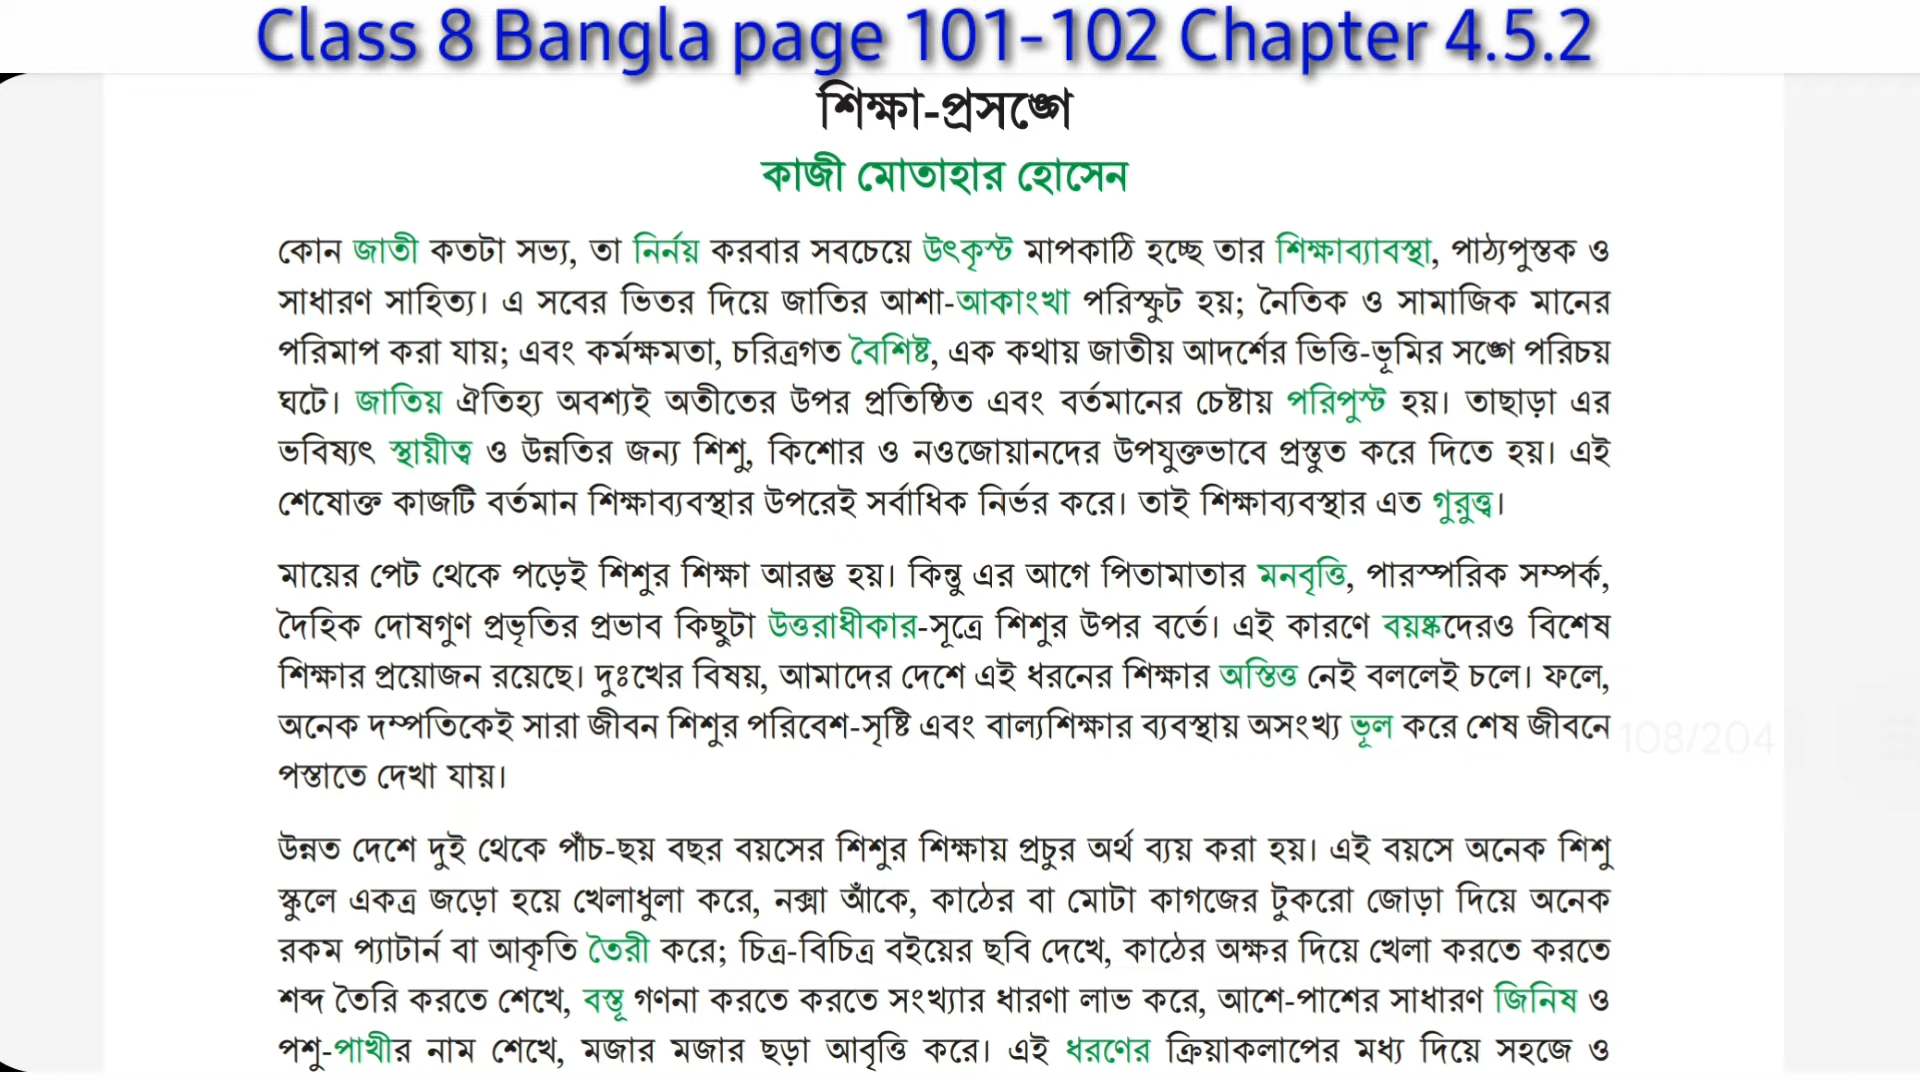 Class 8 Bangla page 101-102 Chapter 4.5.2
শিক্ষা-প্রসঙ্গে
কাজী মোতাহার হোসেন
কোন জাতী কতটা সভ্য, তা নির্নয় করবার সবচেয়ে উৎকৃস্ট মাপকাঠি হচ্ছে তার শিক্ষাব্যাবস্থা, পাঠ্যপুস্তক ও
সাধারণ সাহিত্য। এ সবের ভিতর দিয়ে জাতির আশা-আকাংখা পরিস্ফুট হয়; নৈতিক ও সামাজিক মানের
পরিমাপ করা যায়; এবং কর্মক্ষমতা, চরিত্রগত বৈশিষ্ট, এক কথায় জাতীয় আদর্শের ভিত্তি-ভূমির সঙ্গে পরিচয়
ঘটে। জাতিয় ঐতিহ্য অবশ্যই অতীতের উপর প্রতিষ্ঠিত এবং বর্তমানের চেষ্টায় পরিপুস্ট হয়। তাছাড়া এর
ভবিষ্যৎ স্থায়ীত্ব ও উন্নতির জন্য শিশু, কিশোর ও নওজোয়ানদের উপযুক্তভাবে প্রস্তুত করে দিতে হয়। এই
শেষোক্ত কাজটি বর্তমান শিক্ষাব্যবস্থার উপরেই সর্বাধিক নির্ভর করে। তাই শিক্ষাব্যবস্থার এত গুরুত্ত্ব।
মায়ের পেট থেকে পড়েই শিশুর শিক্ষা আরম্ভ হয়। কিন্তু এর আগে পিতামাতার মনবৃত্তি, পারস্পরিক সম্পর্ক,
দৈহিক দোষগুণ প্রভৃতির প্রভাব কিছুটা উত্তরাধীকার-সূত্রে শিশুর উপর বর্তে। এই কারণে বয়ষ্কদেরও বিশেষ
শিক্ষার প্রয়োজন রয়েছে। দুঃখের বিষয়, আমাদের দেশে এই ধরনের শিক্ষার অস্তিত্ত নেই বললেই চলে। ফলে,
অনেক দম্পতিকেই সারা জীবন শিশুর পরিবেশ-সৃষ্টি এবং বাল্যশিক্ষার ব্যবস্থায় অসংখ্য ভূল করে শেষ জীবনে
পস্তাতে দেখা যায়।
108/204
উন্নত দেশে দুই থেকে পাঁচ-ছয় বছর বয়সের শিশুর শিক্ষায় প্রচুর অর্থ ব্যয় করা হয়। এই বয়সে অনেক শিশু
স্কুলে একত্র জড়ো হয়ে খেলাধুলা করে, নক্সা আঁকে, কাঠের বা মোটা কাগজের টুকরো জোড়া দিয়ে অনেক
রকম প্যাটার্ন বা আকৃতি তৈরী করে; চিত্র-বিচিত্র বইয়ের ছবি দেখে, কাঠের অক্ষর দিয়ে খেলা করতে করতে
শব্দ তৈরি করতে শেখে, বস্তূ গণনা করতে করতে সংখ্যার ধারণা লাভ করে, আশে-পাশের সাধারণ জিনিষ ও
পশু-পাখীর নাম শেখে, মজার মজার ছড়া আবৃত্তি করে। এই ধরণের ক্রিয়াকলাপের মধ্য দিয়ে সহজে ও